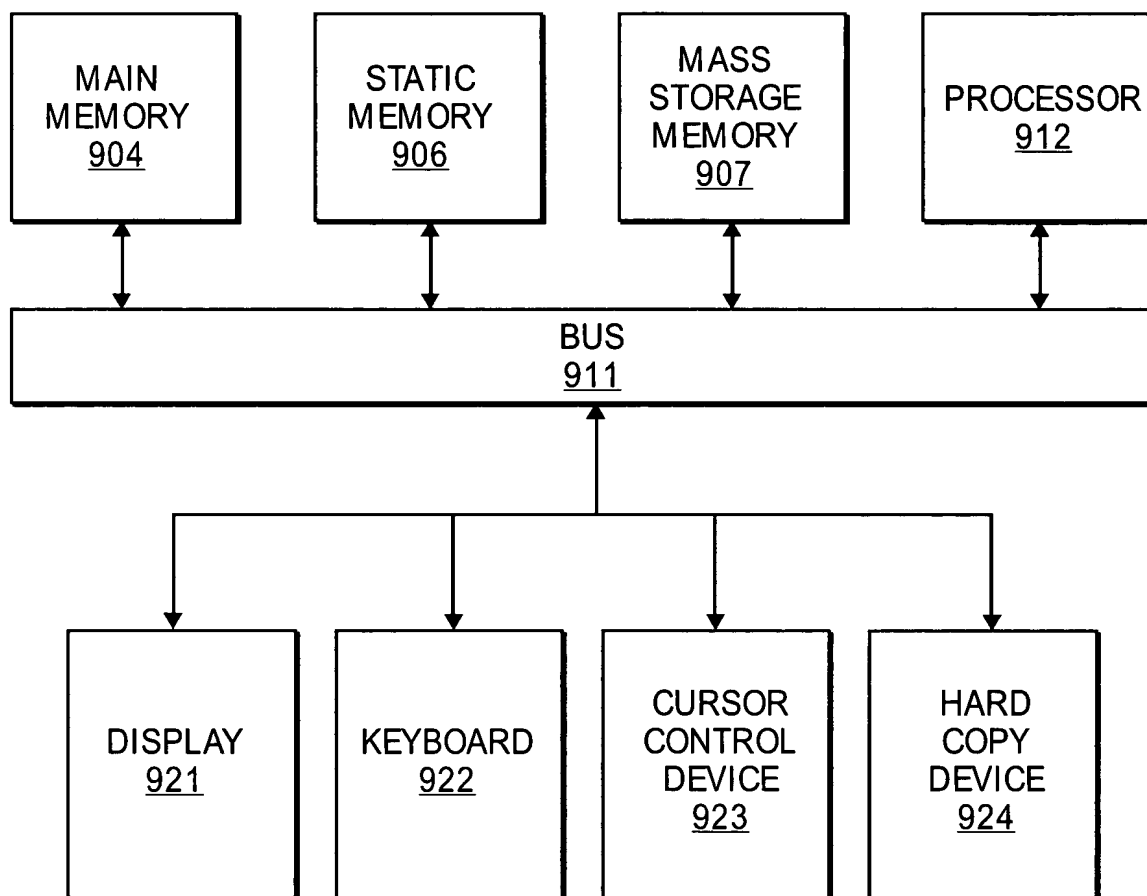 MAIN
MEMORY
904
STATIC
MEMORY
906
MASS
STORAGE
MEMORY
907
PROCESSOR
912
BUS
911
DISPLAY
921
KEYBOARD
922
CURSOR
CONTROL
DEVICE
923
HARD
COPY
DEVICE
924